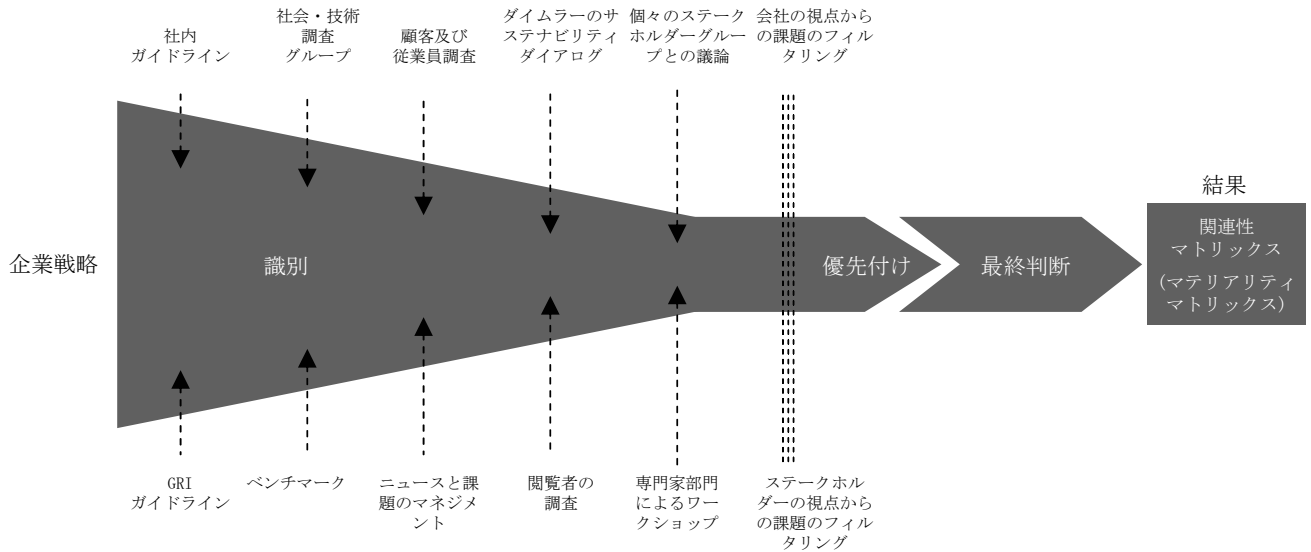 社内
ガイドライン
社会・技術
調査
グループ
顧客及び
従業員調査
ダイムラーのサ
ステナビリティ
ダイアログ
個々のステーク
ホルダーグルー
プとの議論
会社の視点から
の課題のフィル
タリング
企業戦略
識別
優先付け
最終判断
結果
関連性
マトリックス
(マテリアリティ
マトリックス)
GRI
ガイドライン
ベンチマーク
ニュースと課
題のマネジメ
ント
閲覧者の
調査
専門家部門
によるワー
クショップ
ステークホル
ダーの視点から
の課題のフィル
タリング